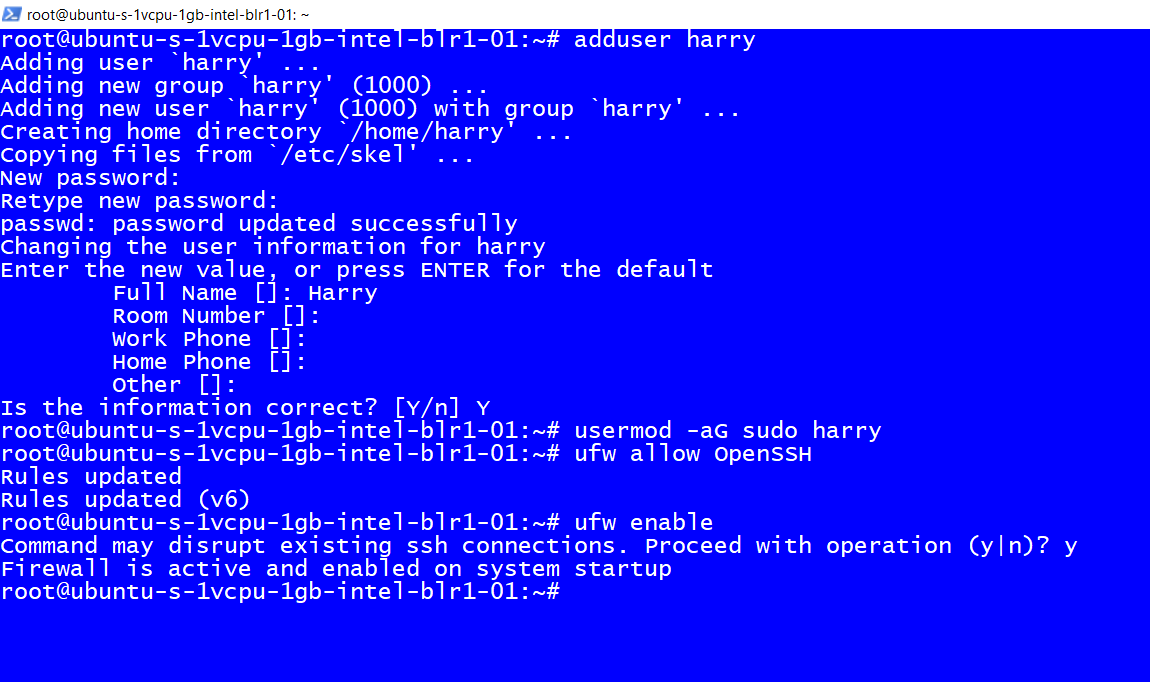 root@ubuntu-s-1vcpu-1gb-intel-blr1-01: ~
root@ubuntu-s-1vcpu-1gb-intel-blr1-01:~# adduser harry
Adding user `harry' ...
Adding new group `harry' (1000) ...
Adding new user `harry' (1000) with group `harry' ...
Creating home directory `/home/harry' ...
Copying files from `/etc/skel' ...
New password:
Retype new password:
passwd: password updated successfully
Changing the user information for harry
Enter the new value, or press ENTER for the default
        Full Name []: Harry
        Room Number []:
        Work Phone []:
        Home Phone []:
        Other []:
Is the information correct? [Y/n] Y
root@ubuntu-s-1vcpu-1gb-intel-blr1-01:~# usermod -aG sudo harry
root@ubuntu-s-1vcpu-1gb-intel-blr1-01:~# ufw allow OpenSSH
Rules updated
Rules updated (v6)
root@ubuntu-s-1vcpu-1gb-intel-blr1-01:~# ufw enable
Command may disrupt existing ssh connections. Proceed with operation (y|n)? y
Firewall is active and enabled on system startup
root@ubuntu-s-1vcpu-1gb-intel-blr1-01:~#